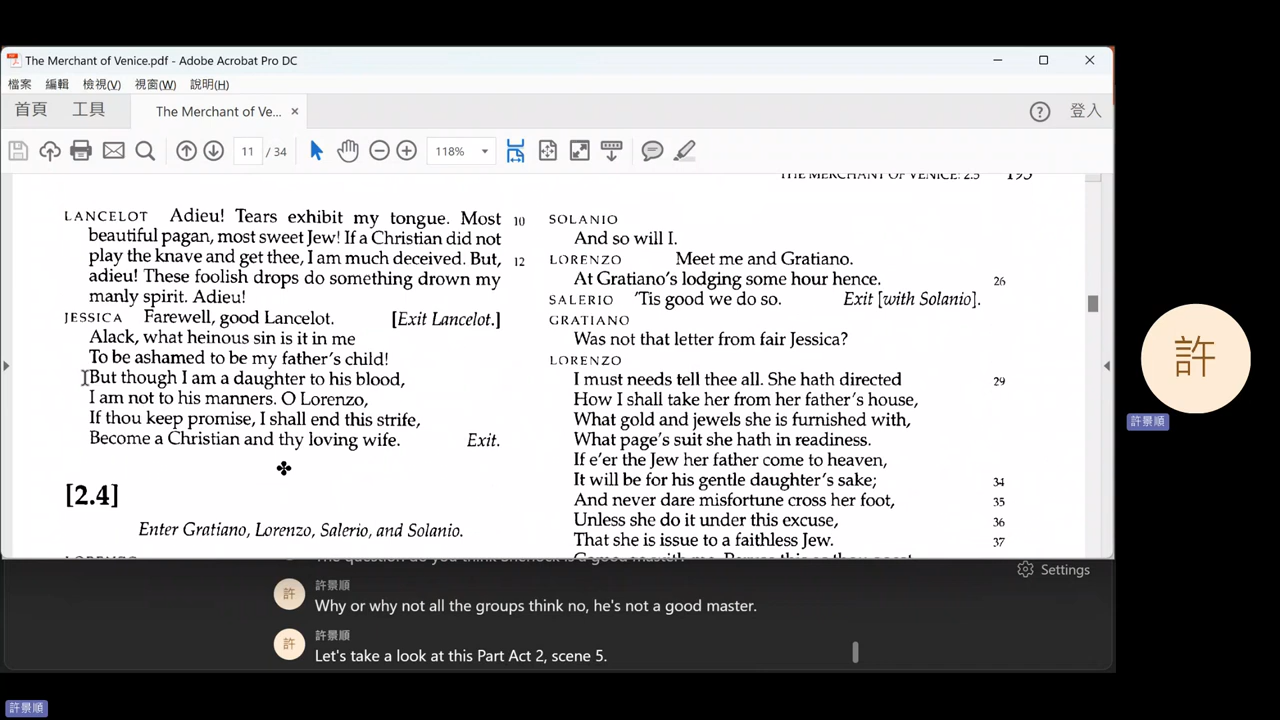 The Merchant of Venice.pdf - Adobe Acrobat Pro DC
檔案 編輯 檢視(V) 視窗(W) 說明(H)
首頁 工具 The Merchant of Ve... × ? 登入
11 / 34 118%
THE MERCHANT OF VENICE: 2.5 195
LANCELOT Adieu! Tears exhibit my tongue. Most 10
beautiful pagan, most sweet Jew! If a Christian did not
play the knave and get thee, I am much deceived. But, 12
adieu! These foolish drops do something drown my
manly spirit. Adieu!
JESSICA Farewell, good Lancelot. [Exit Lancelot.]
Alack, what heinous sin is it in me
To be ashamed to be my father's child!
But though I am a daughter to his blood,
I am not to his manners. O Lorenzo,
If thou keep promise, I shall end this strife,
Become a Christian and thy loving wife. Exit.
[2.4]
Enter Gratiano, Lorenzo, Salerio, and Solanio.
LORENZO
SOLANIO
And so will I.
LORENZO Meet me and Gratiano.
At Gratiano's lodging some hour hence. 26
SALERIO 'Tis good we do so. Exit [with Solanio].
GRATIANO
Was not that letter from fair Jessica?
LORENZO
I must needs tell thee all. She hath directed 29
How I shall take her from her father's house,
What gold and jewels she is furnished with,
What page's suit she hath in readiness.
If e'er the Jew her father come to heaven,
It will be for his gentle daughter's sake; 34
And never dare misfortune cross her foot, 35
Unless she do it under this excuse, 36
That she is issue to a faithless Jew. 37
許
許景順
Settings
許
許景順
Why or why not all the groups think no, he's not a good master.
許
許景順
Let's take a look at this Part Act 2, scene 5.
許景順